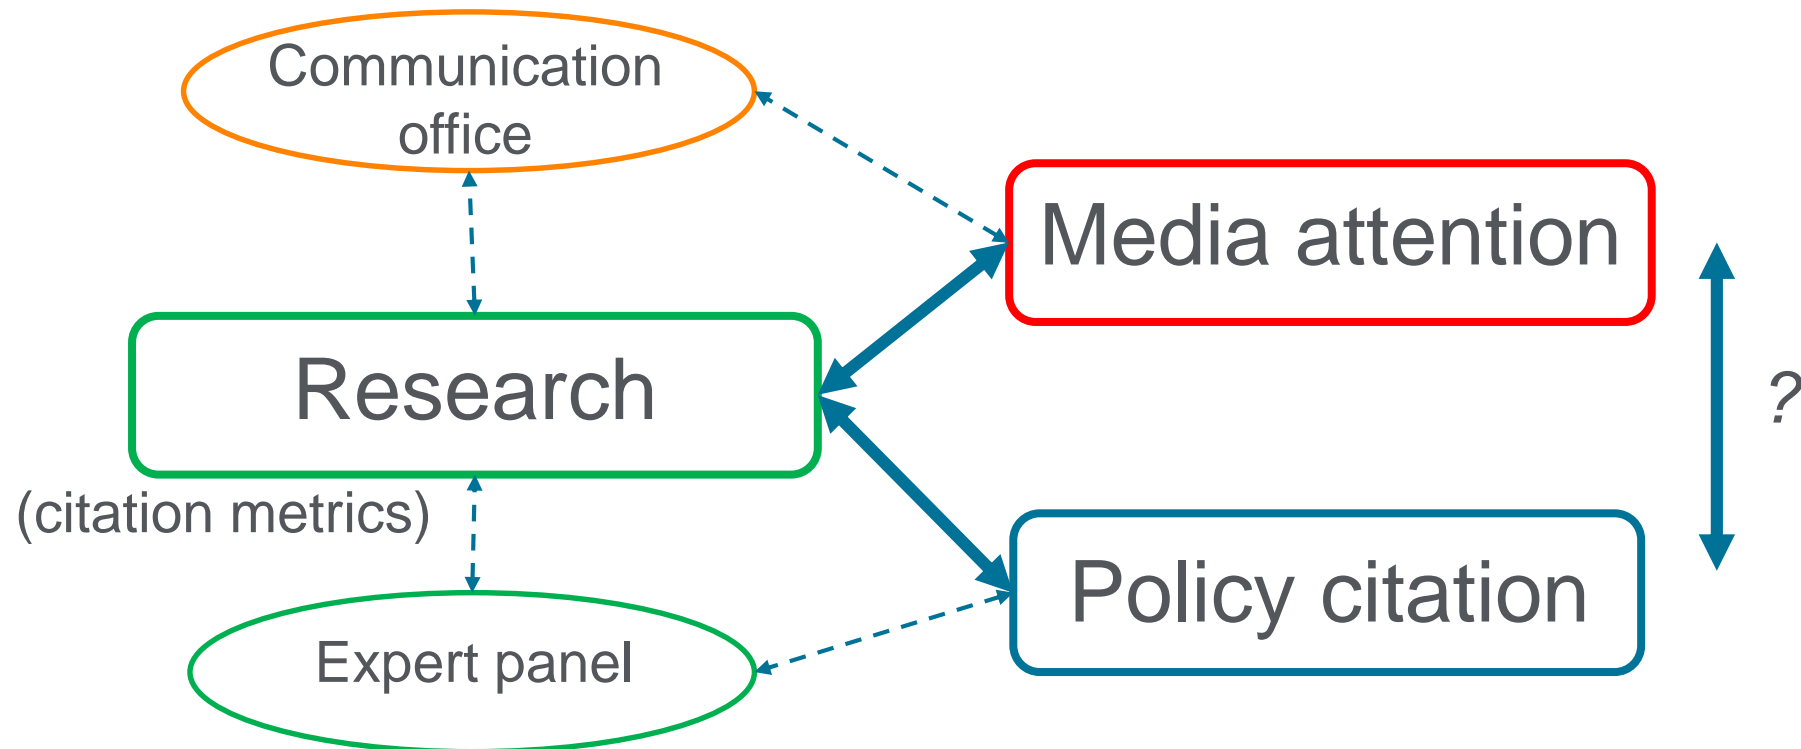 Communication
office
Media attention
Research
?
(citation metrics)
Policy citation
Expert panel